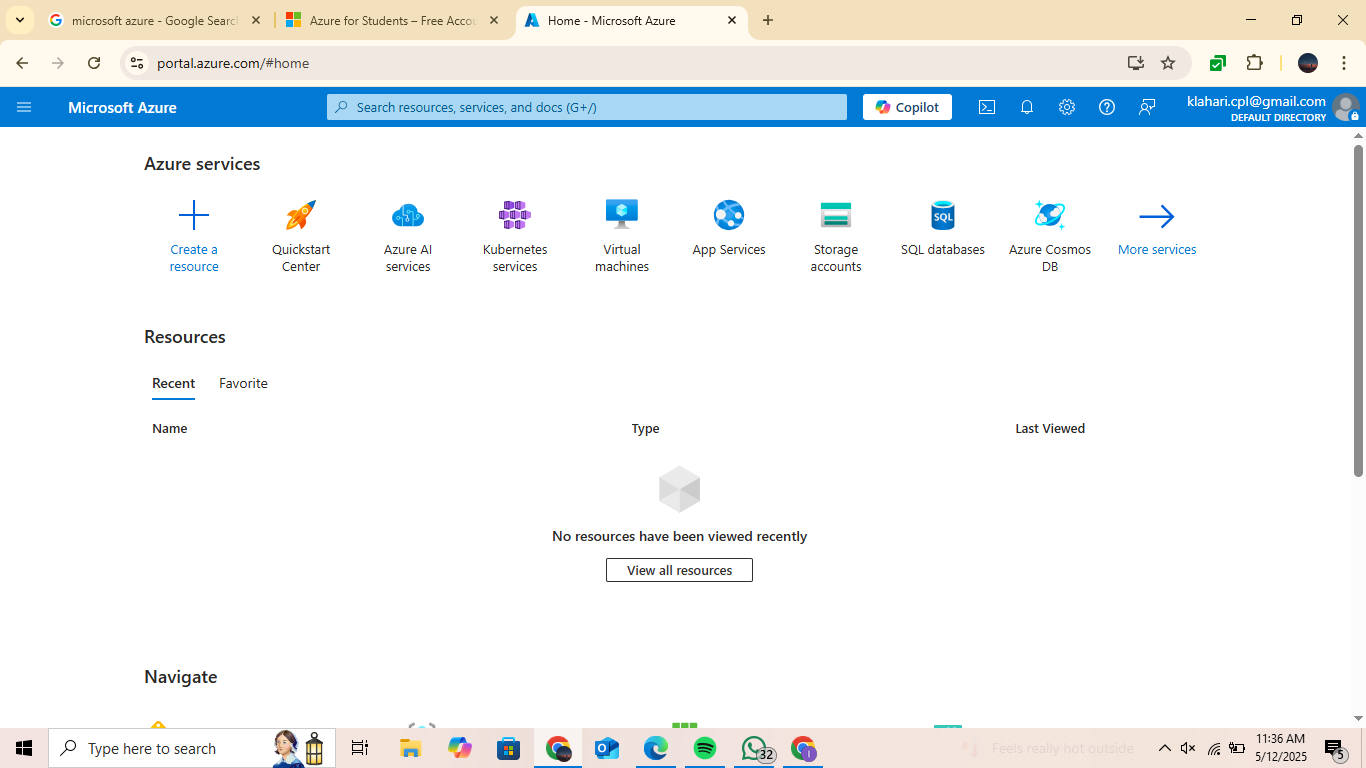 microsoft azure - Google Searc
Azure for Students – Free Accou
Home - Microsoft Azure
portal.azure.com/#home
Microsoft Azure
Search resources, services, and docs (G+/)
Copilot
klahari.cpl@gmail.com
DEFAULT DIRECTORY
Azure services
Create a
resource
Quickstart
Center
Azure AI
services
Kubernetes
services
Virtual
machines
App Services
Storage
accounts
SQL
SQL databases
Azure Cosmos
DB
More services
Resources
Recent
Favorite
Name
Type
Last Viewed
No resources have been viewed recently
View all resources
Navigate
Type here to search
32
Feels really hot outside
11:36 AM
5/12/2025
5